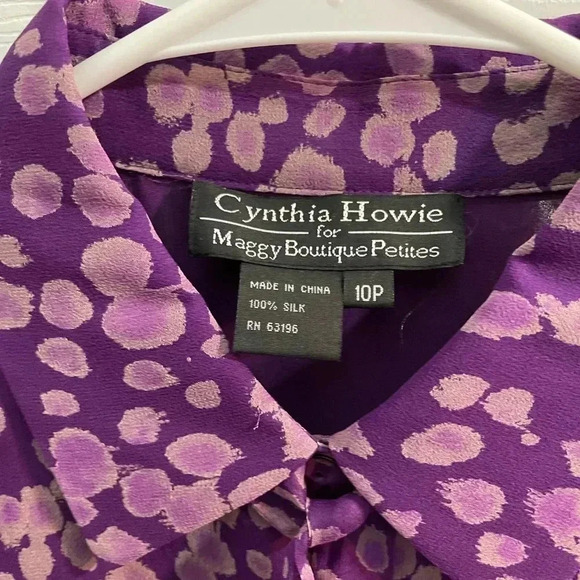 Cynthia Howie
for
Maggy Boutique Petites
MADE IN CHINA
100% SILK
RN 63196
10P